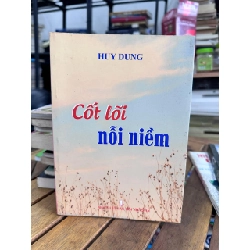 HUY DUNG
Cốt lõi
nỗi niềm